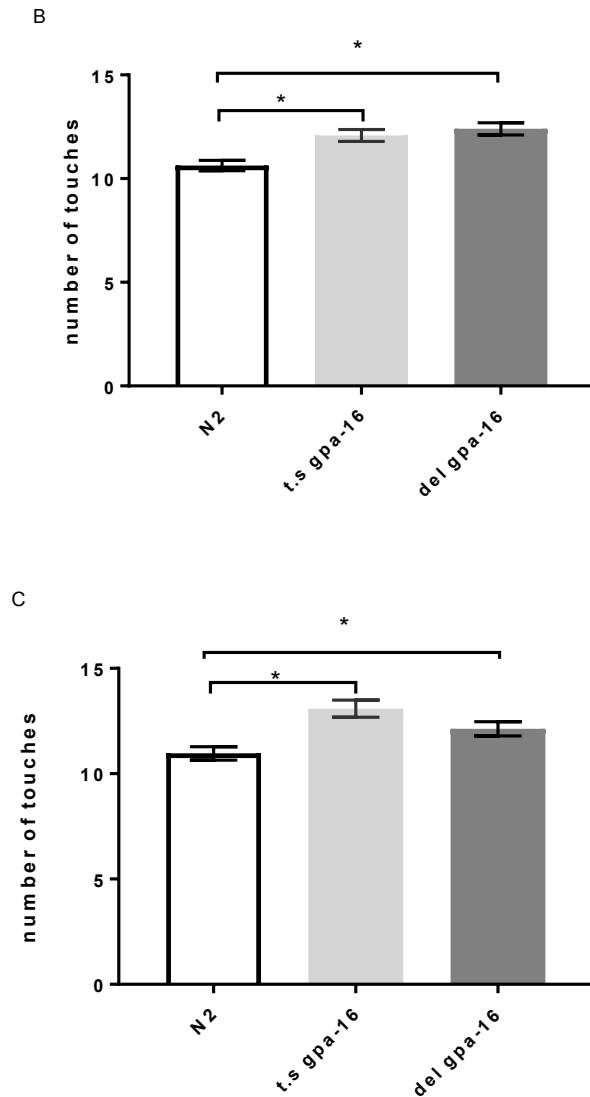 B
*
*
15
10
5
0
number of touches
N2
t.s gpa-16
del gpa-16
C
*
*
15
10
5
0
number of touches
N2
t.s gpa-16
del gpa-16